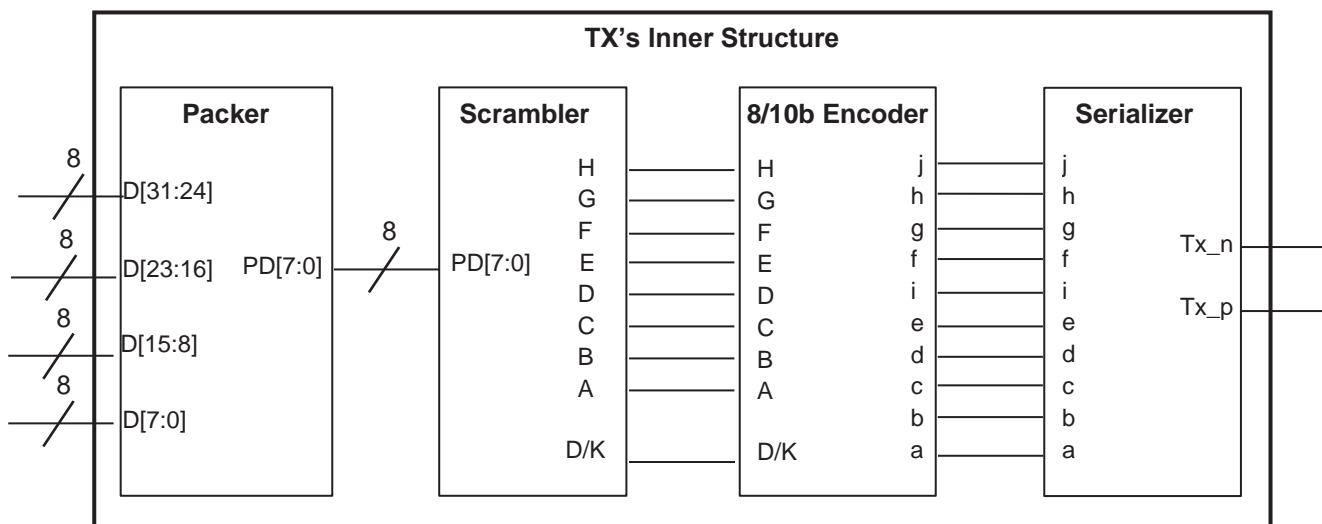 TX's Inner Structure
Packer
8
D[31:24]
8
D[23:16]
8
D[15:8]
8
D[7:0]
PD[7:0]
8
Scrambler
PD[7:0]
H
G
F
E
D
C
B
A
D/K
8/10b Encoder
H
G
F
E
D
C
B
A
D/K
j
h
g
f
i
e
d
c
b
a
Serializer
j
h
g
f
i
e
d
c
b
a
Tx_n
Tx_p